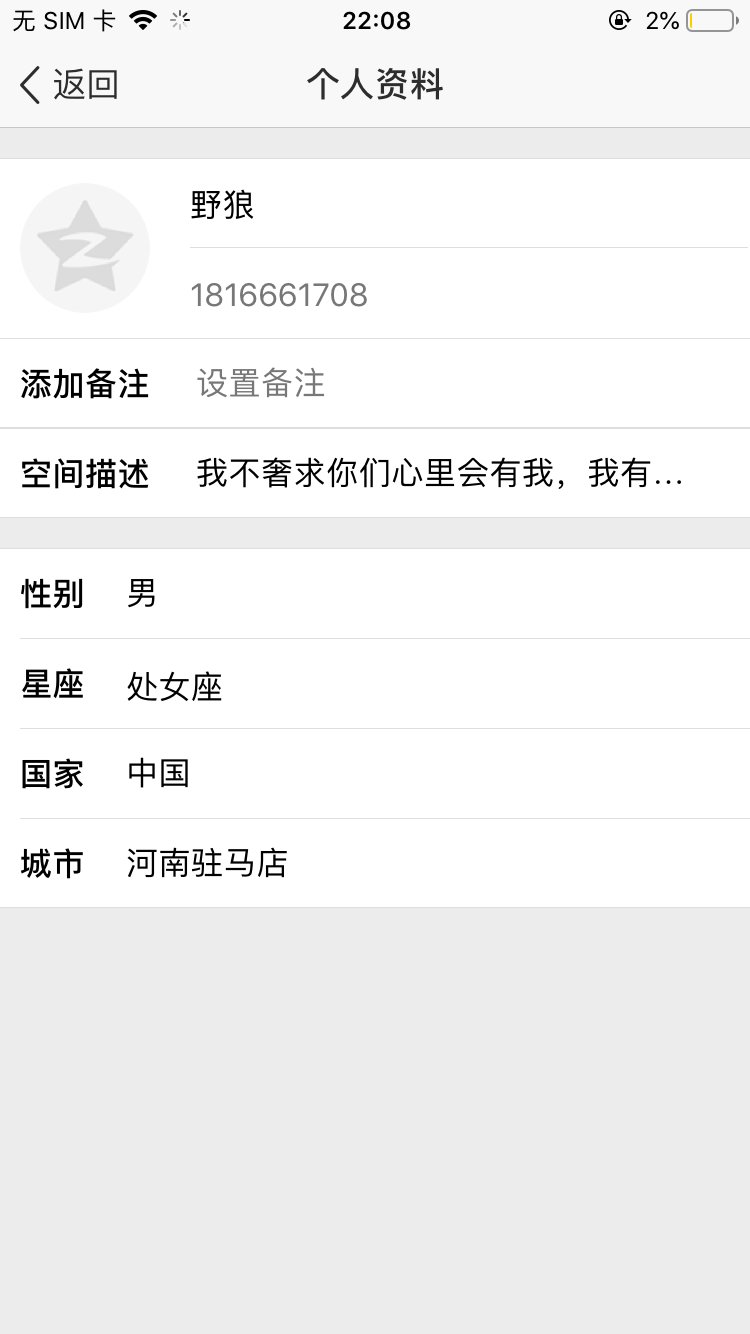 无 SIM 卡 22:08 2%
返回 个人资料
野狼
1816661708
添加备注 设置备注
空间描述 我不奢求你们心里会有我，我有...
性别 男
星座 处女座
国家 中国
城市 河南驻马店